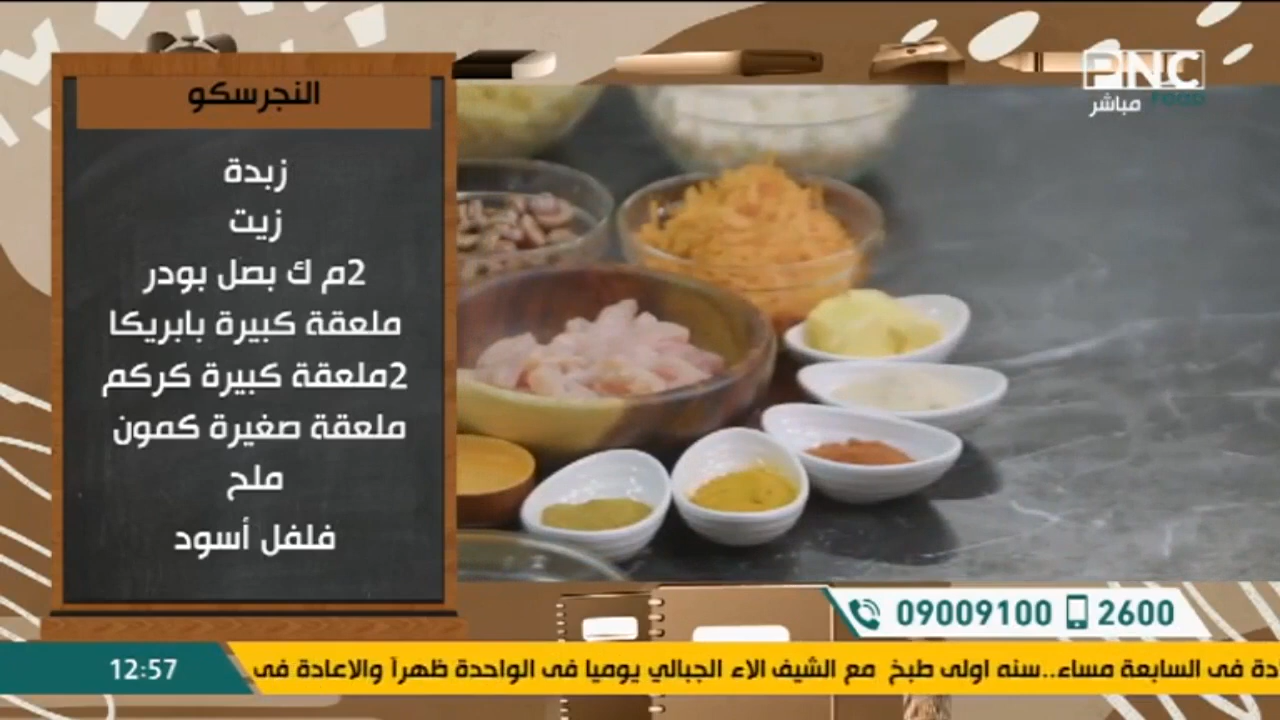 النجرسكو
زبدة
زيت
2م ك بصل بودر
ملعقة كبيرة بابريكا
2ملعقة كبيرة كركم
ملعقة صغيرة كمون
ملح
فلفل أسود
PNC
FOOD
مباشر
09009100 2600
دة فى السابعة مساء..سنه اولى طبخ مع الشيف الاء الجبالي يوميا فى الواحدة ظهراً والاعادة فى
12:57